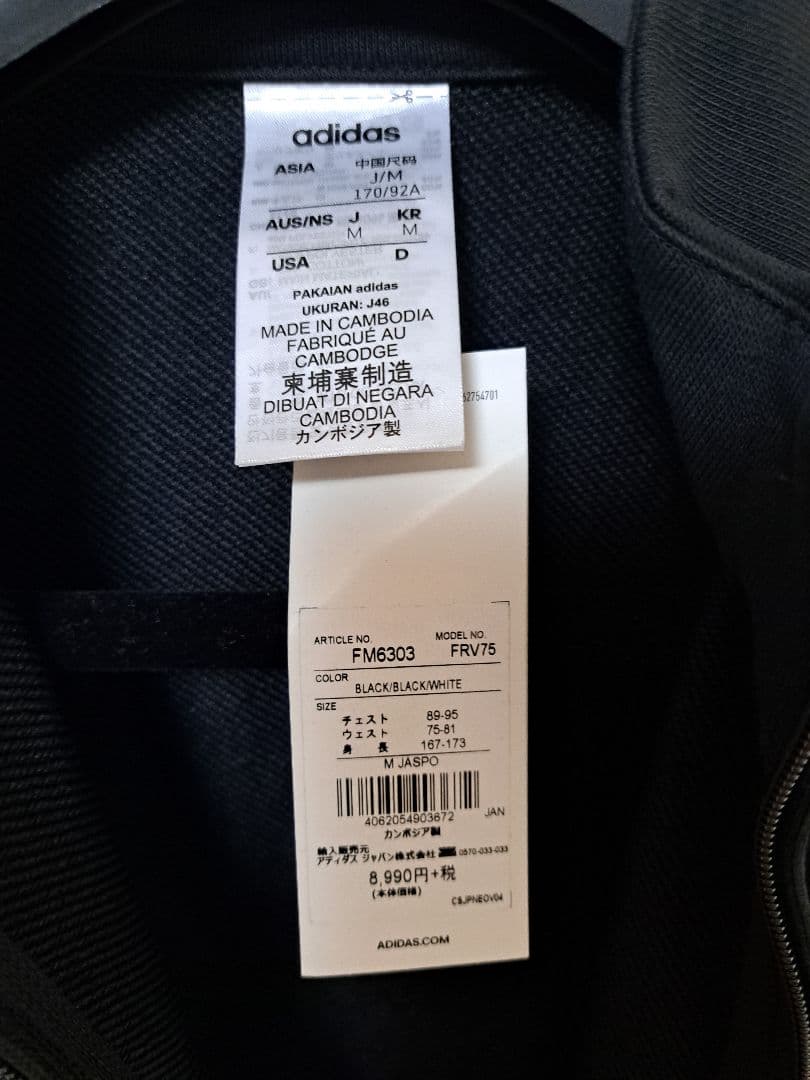 adidas
ASIA 中国尺码
J/M
170/92A
AUS/NS J KR
M M
USA D
PAKAIAN adidas
UKURAN: J46
MADE IN CAMBODIA
FABRIQUÉ AU
CAMBODGE
柬埔寨制造
DIBUAT DI NEGARA
CAMBODIA
カンボジア製
62754701
ARTICLE NO. MODEL NO.
FM6303 FRV75
COLOR
BLACK/BLACK/WHITE
SIZE
チェスト 89-95
ウェスト 75-81
身 長 167-173
M JASPO
4062054903672 JAN
カンボジア製
輸入販売元
アディダス ジャパン株式会社 0570-033-033
8,990円+税
(本体価格)
CSJPNEOV04
ADIDAS.COM